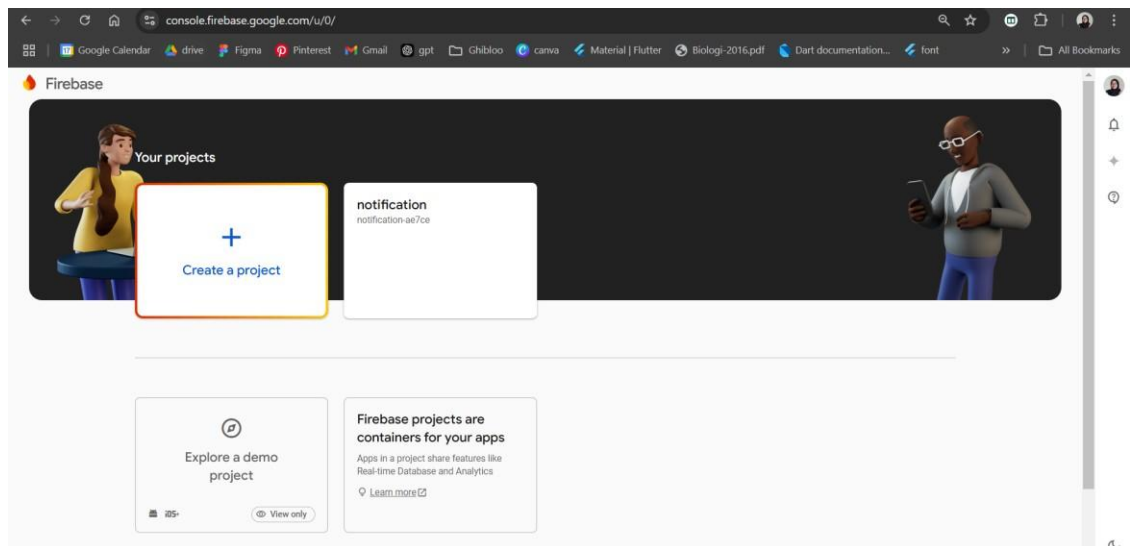 console.firebase.google.com/u/0/
Google Calendar drive Figma Pinterest Gmail gpt Ghibloo canva Material | Flutter Biologi-2016.pdf Dart documentation... font » All Bookmarks
Firebase
Your projects
+
Create a project
notification
notification-ae7ce
Explore a demo
project
iOS+
View only
Firebase projects are
containers for your apps
Apps in a project share features like
Real-time Database and Analytics
Learn more